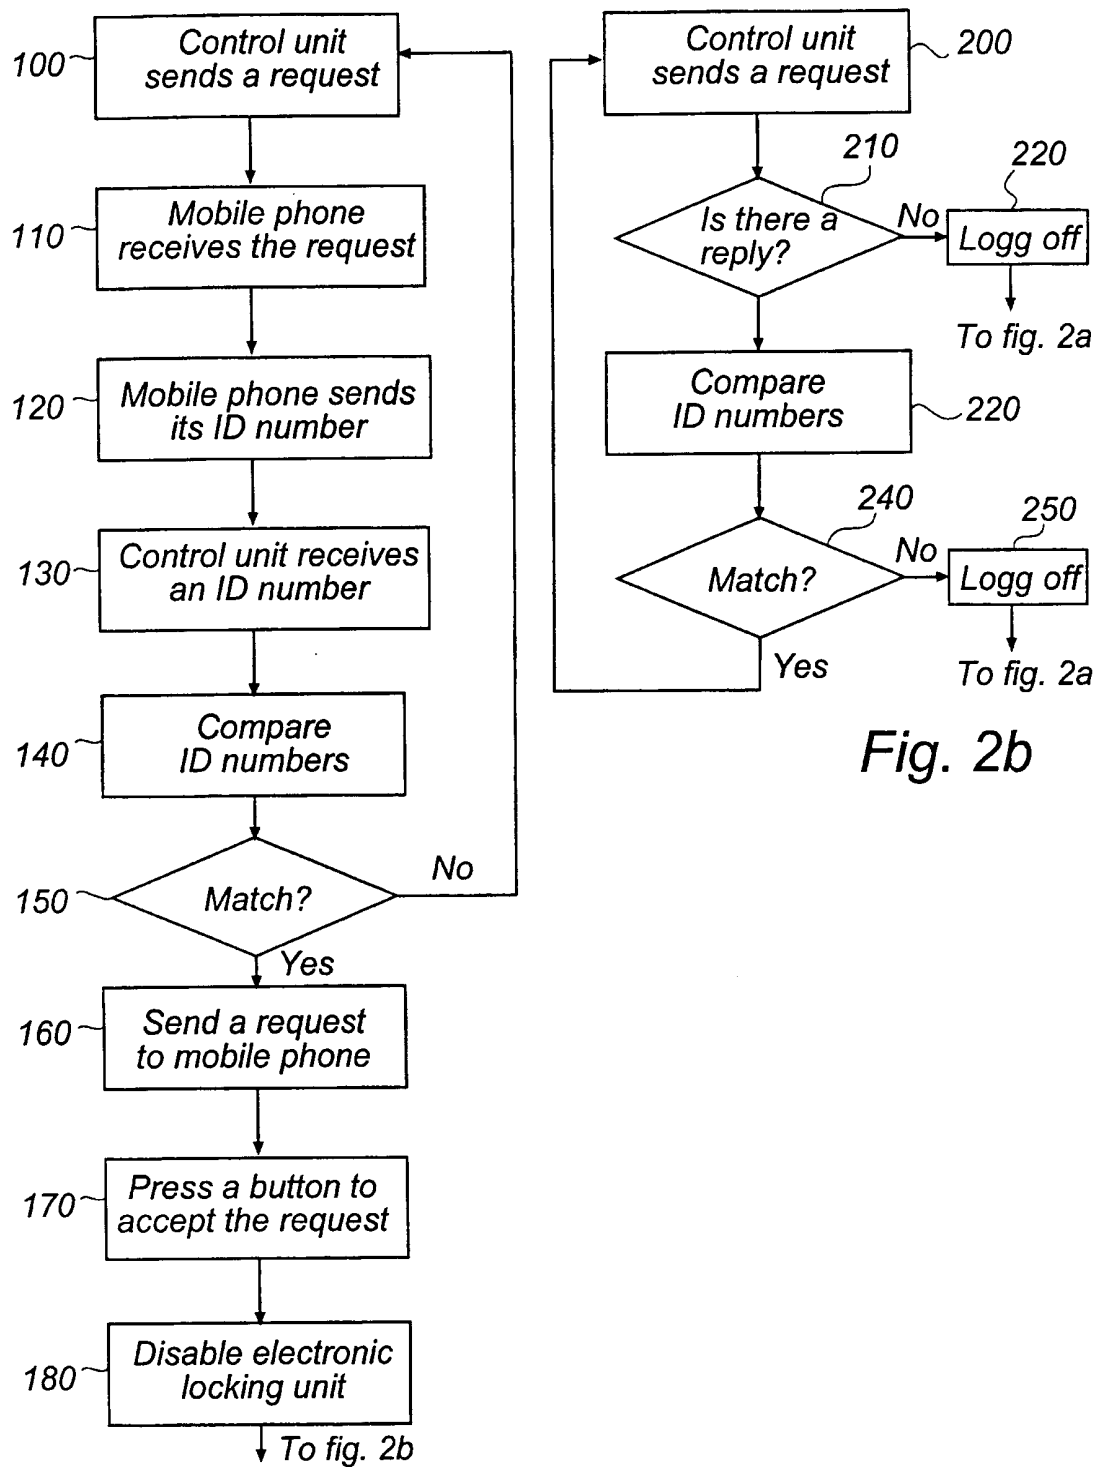 100
Control unit
sends a request
110
Mobile phone
receives the request
120
Mobile phone sends
its ID number
130
Control unit receives
an ID number
140
Compare
ID numbers
150
Match?
No
Yes
160
Send a request
to mobile phone
170
Press a button to
accept the request
180
Disable electronic
locking unit
To fig. 2b
Control unit
sends a request
200
210
Is there a
reply?
No
220
Logg off
To fig. 2a
Compare
ID numbers
220
240
Match?
No
250
Logg off
To fig. 2a
Yes
Fig. 2b